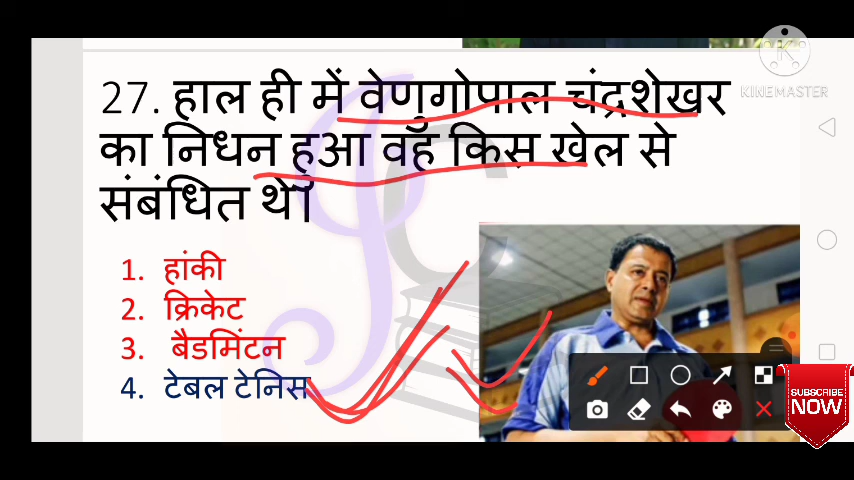 27. हाल ही में वेणुगोपाल चंद्रशेखर
का निधन हुआ वह किस खेल से
संबंधित थे|
1. हांकी
2. क्रिकेट
3. बैडमिंटन
4. टेबल टेनिस
KINEMASTER
SUBSCRIBE
NOW